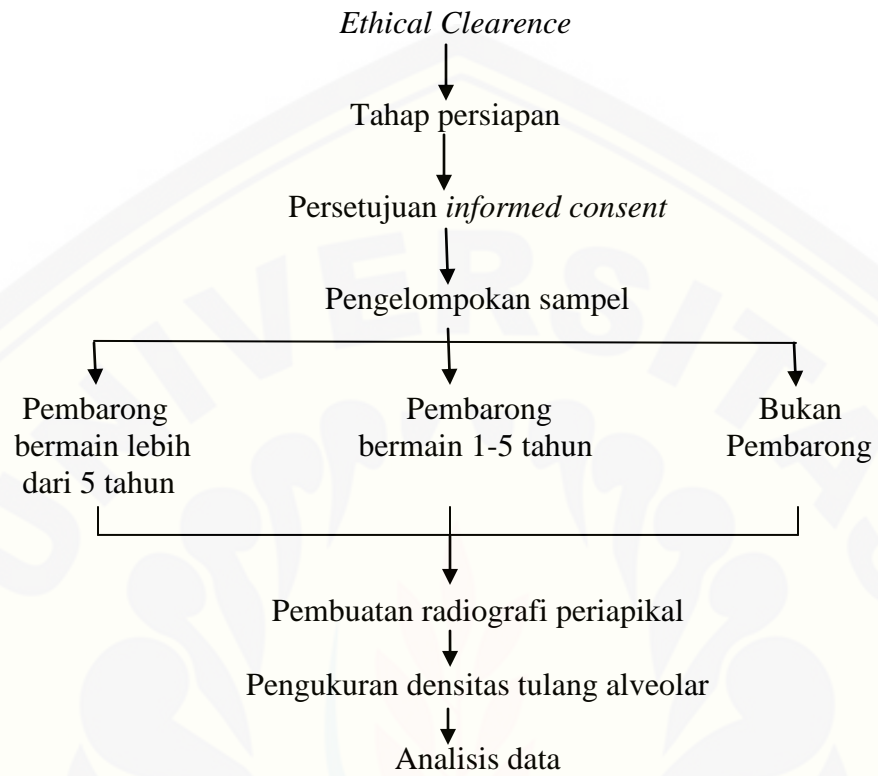 Ethical Clearence
Tahap persiapan
Persetujuan informed consent
Pengelompokan sampel
Pembarong
bermain lebih
dari 5 tahun
Pembarong
bermain 1-5 tahun
Bukan
Pembarong
Pembuatan radiografi periapikal
Pengukuran densitas tulang alveolar
Analisis data
UNIVERSITAS